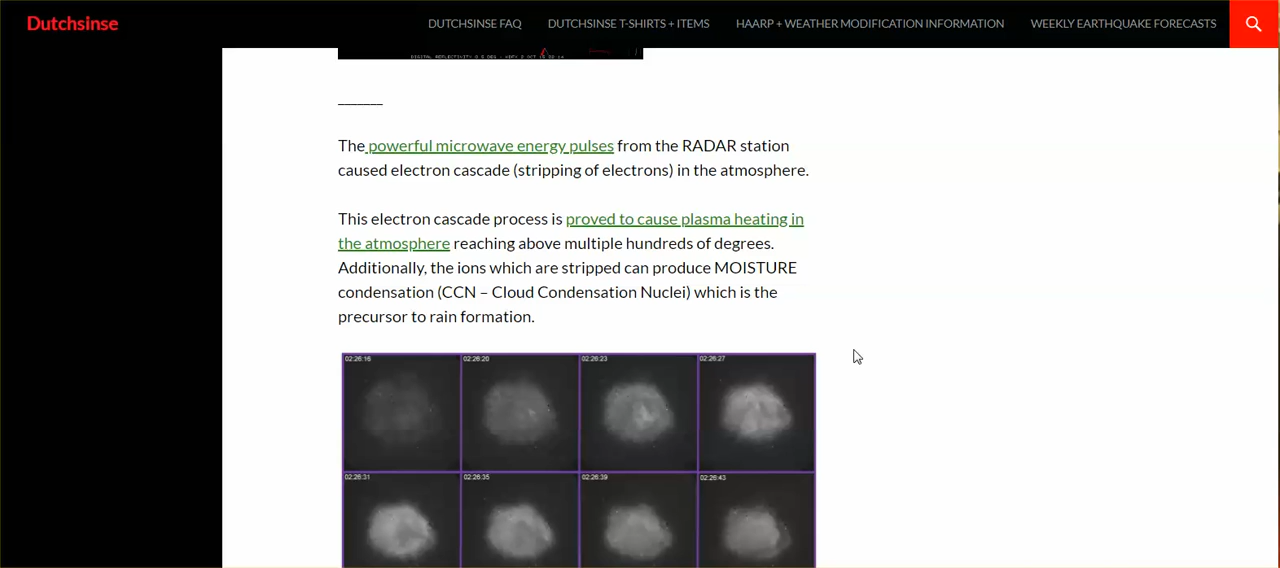 Dutchsinse
DUTCHSINSE FAQ
DUTCHSINSE T-SHIRTS + ITEMS
HAARP + WEATHER MODIFICATION INFORMATION
WEEKLY EARTHQUAKE FORECASTS
The powerful microwave energy pulses from the RADAR station
caused electron cascade (stripping of electrons) in the atmosphere.
This electron cascade process is proved to cause plasma heating in
the atmosphere reaching above multiple hundreds of degrees.
Additionally, the ions which are stripped can produce MOISTURE
condensation (CCN – Cloud Condensation Nuclei) which is the
precursor to rain formation.
02:26:16
02:26:20
02:26:23
02:26:27
02:26:31
02:26:35
02:26:39
02:26:43